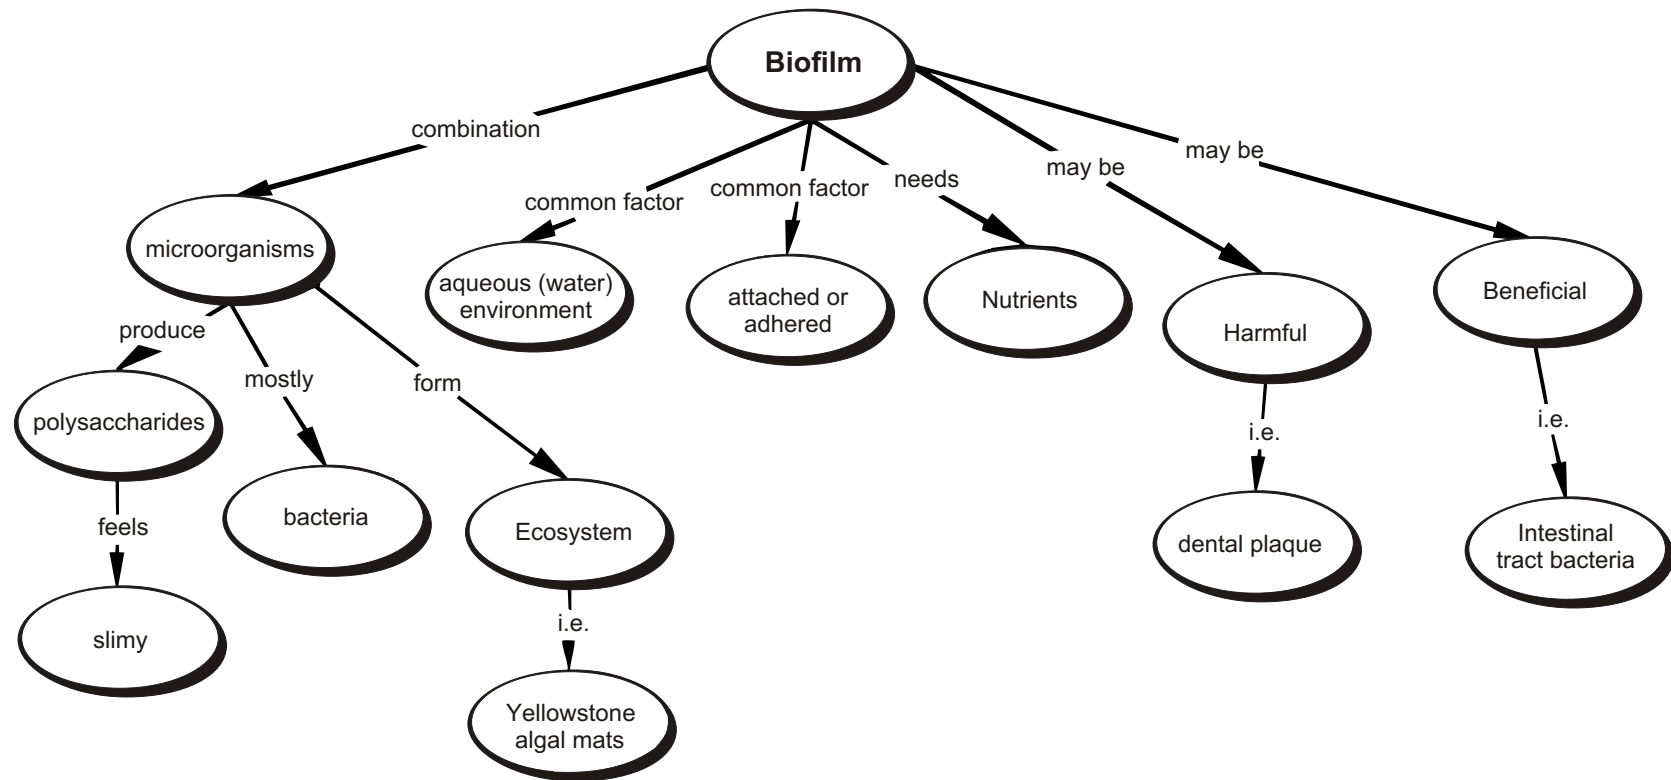 Biofilm
combination
common factor
common factor
needs
may be
may be
microorganisms
aqueous (water)
environment
attached or
adhered
Nutrients
Harmful
Beneficial
produce
mostly
form
polysaccharides
bacteria
Ecosystem
i.e.
i.e.
dental plaque
Intestinal
tract bacteria
feels
slimy
i.e.
Yellowstone
algal mats